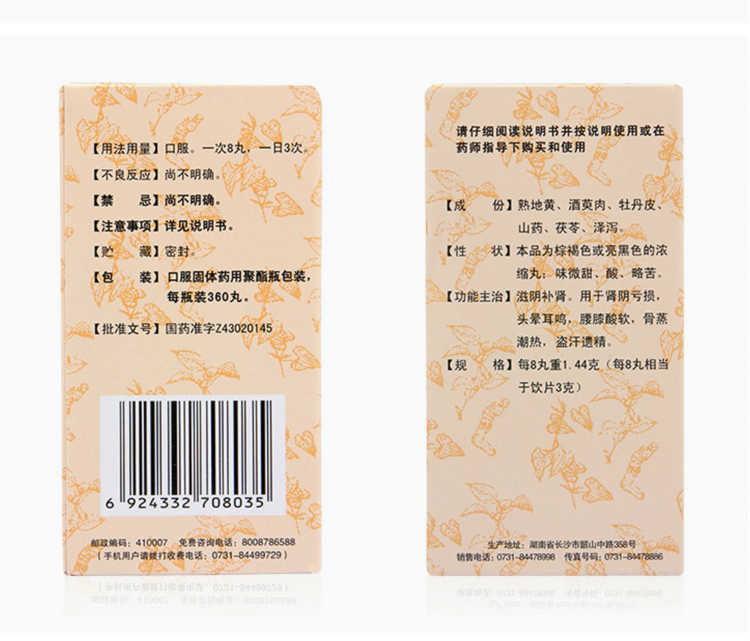 【用法用量】口服。一次8丸,一日3次。
【不良反应】尚不明确。
【禁　　忌】尚不明确。
【注意事项】详见说明书。
【贮　　藏】密封。
【包　　装】口服固体药用聚酯瓶包装,
每瓶装360丸。
【批准文号】国药准字Z43020145
6 924332 708035
邮政编码：410007 免费咨询电话：8008786588
（手机用户请拨打收费电话：0731-84499729）
请仔细阅读说明书并按说明使用或在
药师指导下购买和使用
【成　　份】熟地黄、酒萸肉、牡丹皮、
山药、茯苓、泽泻。
【性　　状】本品为棕褐色或亮黑色的浓
缩丸；味微甜、酸、略苦。
【功能主治】滋阴补肾。用于肾阴亏损,
头晕耳鸣，腰膝酸软，骨蒸
潮热，盗汗遗精。
【规　　格】每8丸重1.44克（每8丸相当
于饮片3克）
生产地址：湖南省长沙市韶山中路358号
销售电话：0731-84478998 传真号码：0731-84478886